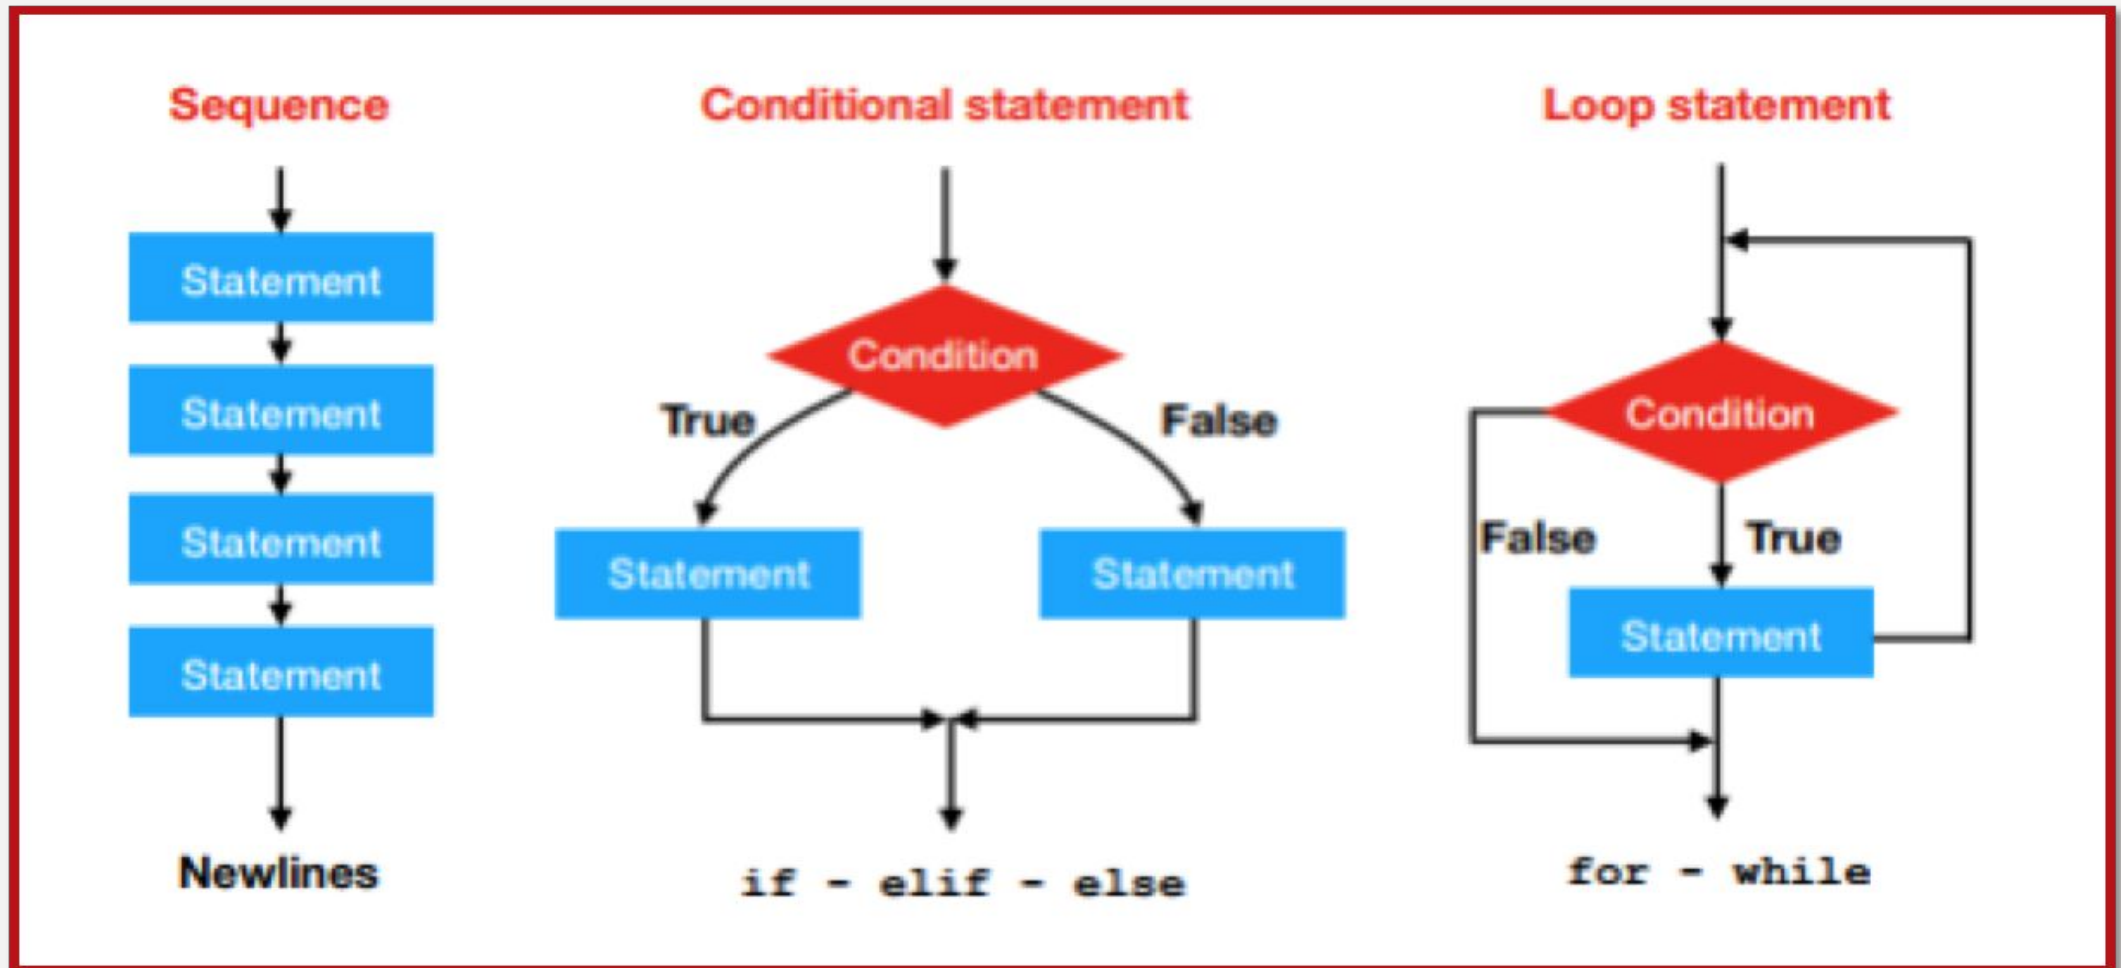 Sequence
Statement
Statement
Statement
Statement
Newlines
Conditional statement
Condition
True
False
Statement
Statement
if - elif - else
Loop statement
Condition
False
True
Statement
for - while